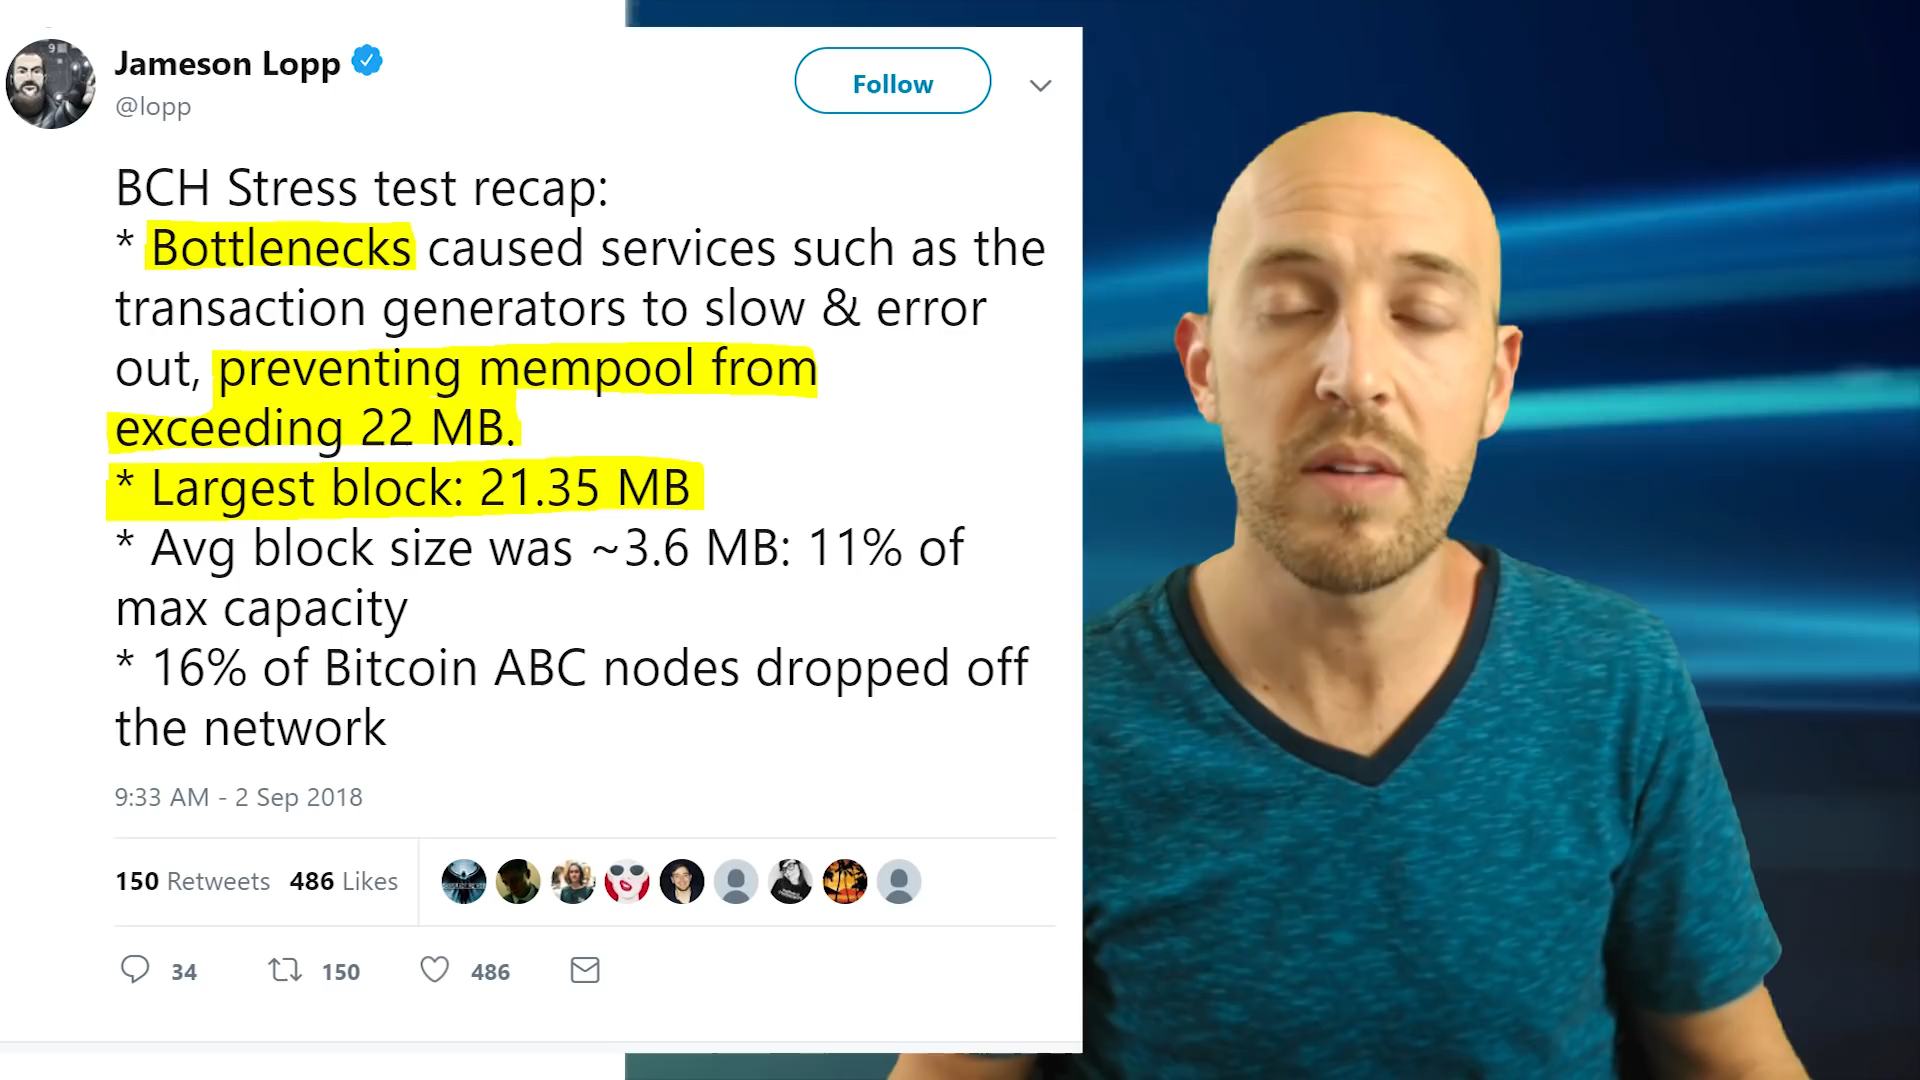 Jameson Lopp
@lopp
Follow
BCH Stress test recap:
* Bottlenecks caused services such as the
transaction generators to slow & error
out, preventing mempool from
exceeding 22 MB.
* Largest block: 21.35 MB
* Avg block size was ~3.6 MB: 11% of
max capacity
* 16% of Bitcoin ABC nodes dropped off
the network
9:33 AM - 2 Sep 2018
150 Retweets 486 Likes
34 150 486